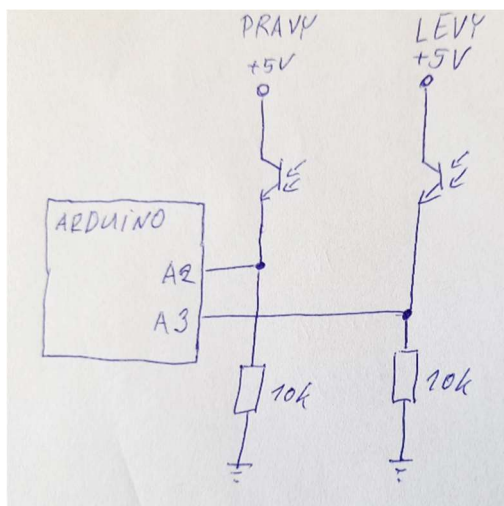 PRAVY
+5V
LEVY
+5V
ARDUINO
A2
A3
10k
10k